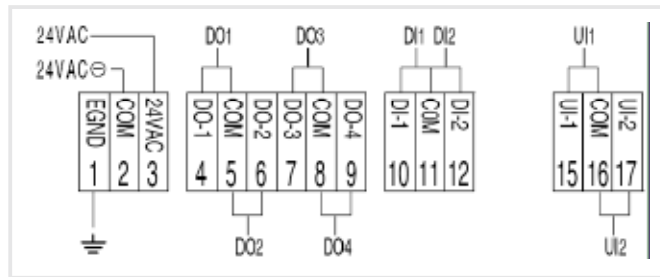 24VAC DO1 DO3 DI1 DI2 UI1
24VAC⊖
EGND COM 24VAC DO-1 COM DO-2 DO-3 COM DO-4 DI-1 COM DI-2 UI-1 COM UI-2
1 2 3 4 5 6 7 8 9 10 11 12 15 16 17
DO2 DO4 UI2